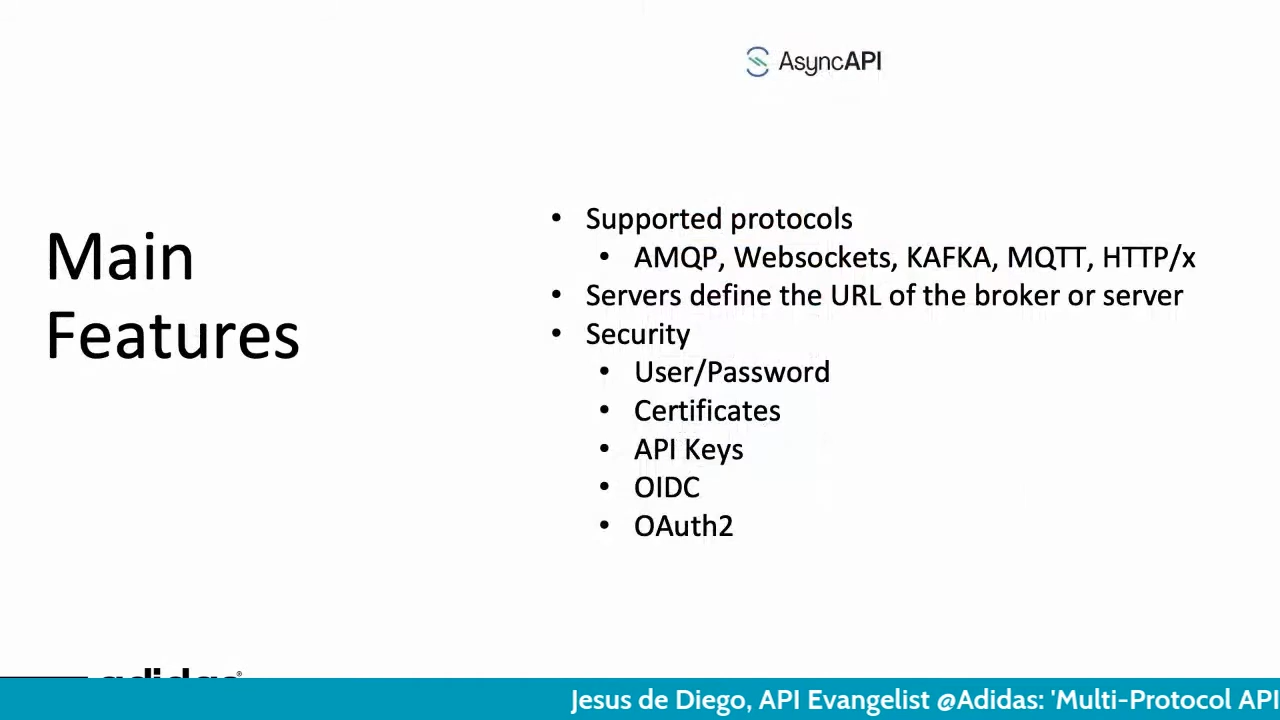 AsyncAPI
Main
Features
• Supported protocols
• AMQP, Websockets, KAFKA, MQTT, HTTP/x
• Servers define the URL of the broker or server
• Security
• User/Password
• Certificates
• API Keys
• OIDC
• OAuth2
adidas®
Jesus de Diego, API Evangelist @Adidas: 'Multi-Protocol API